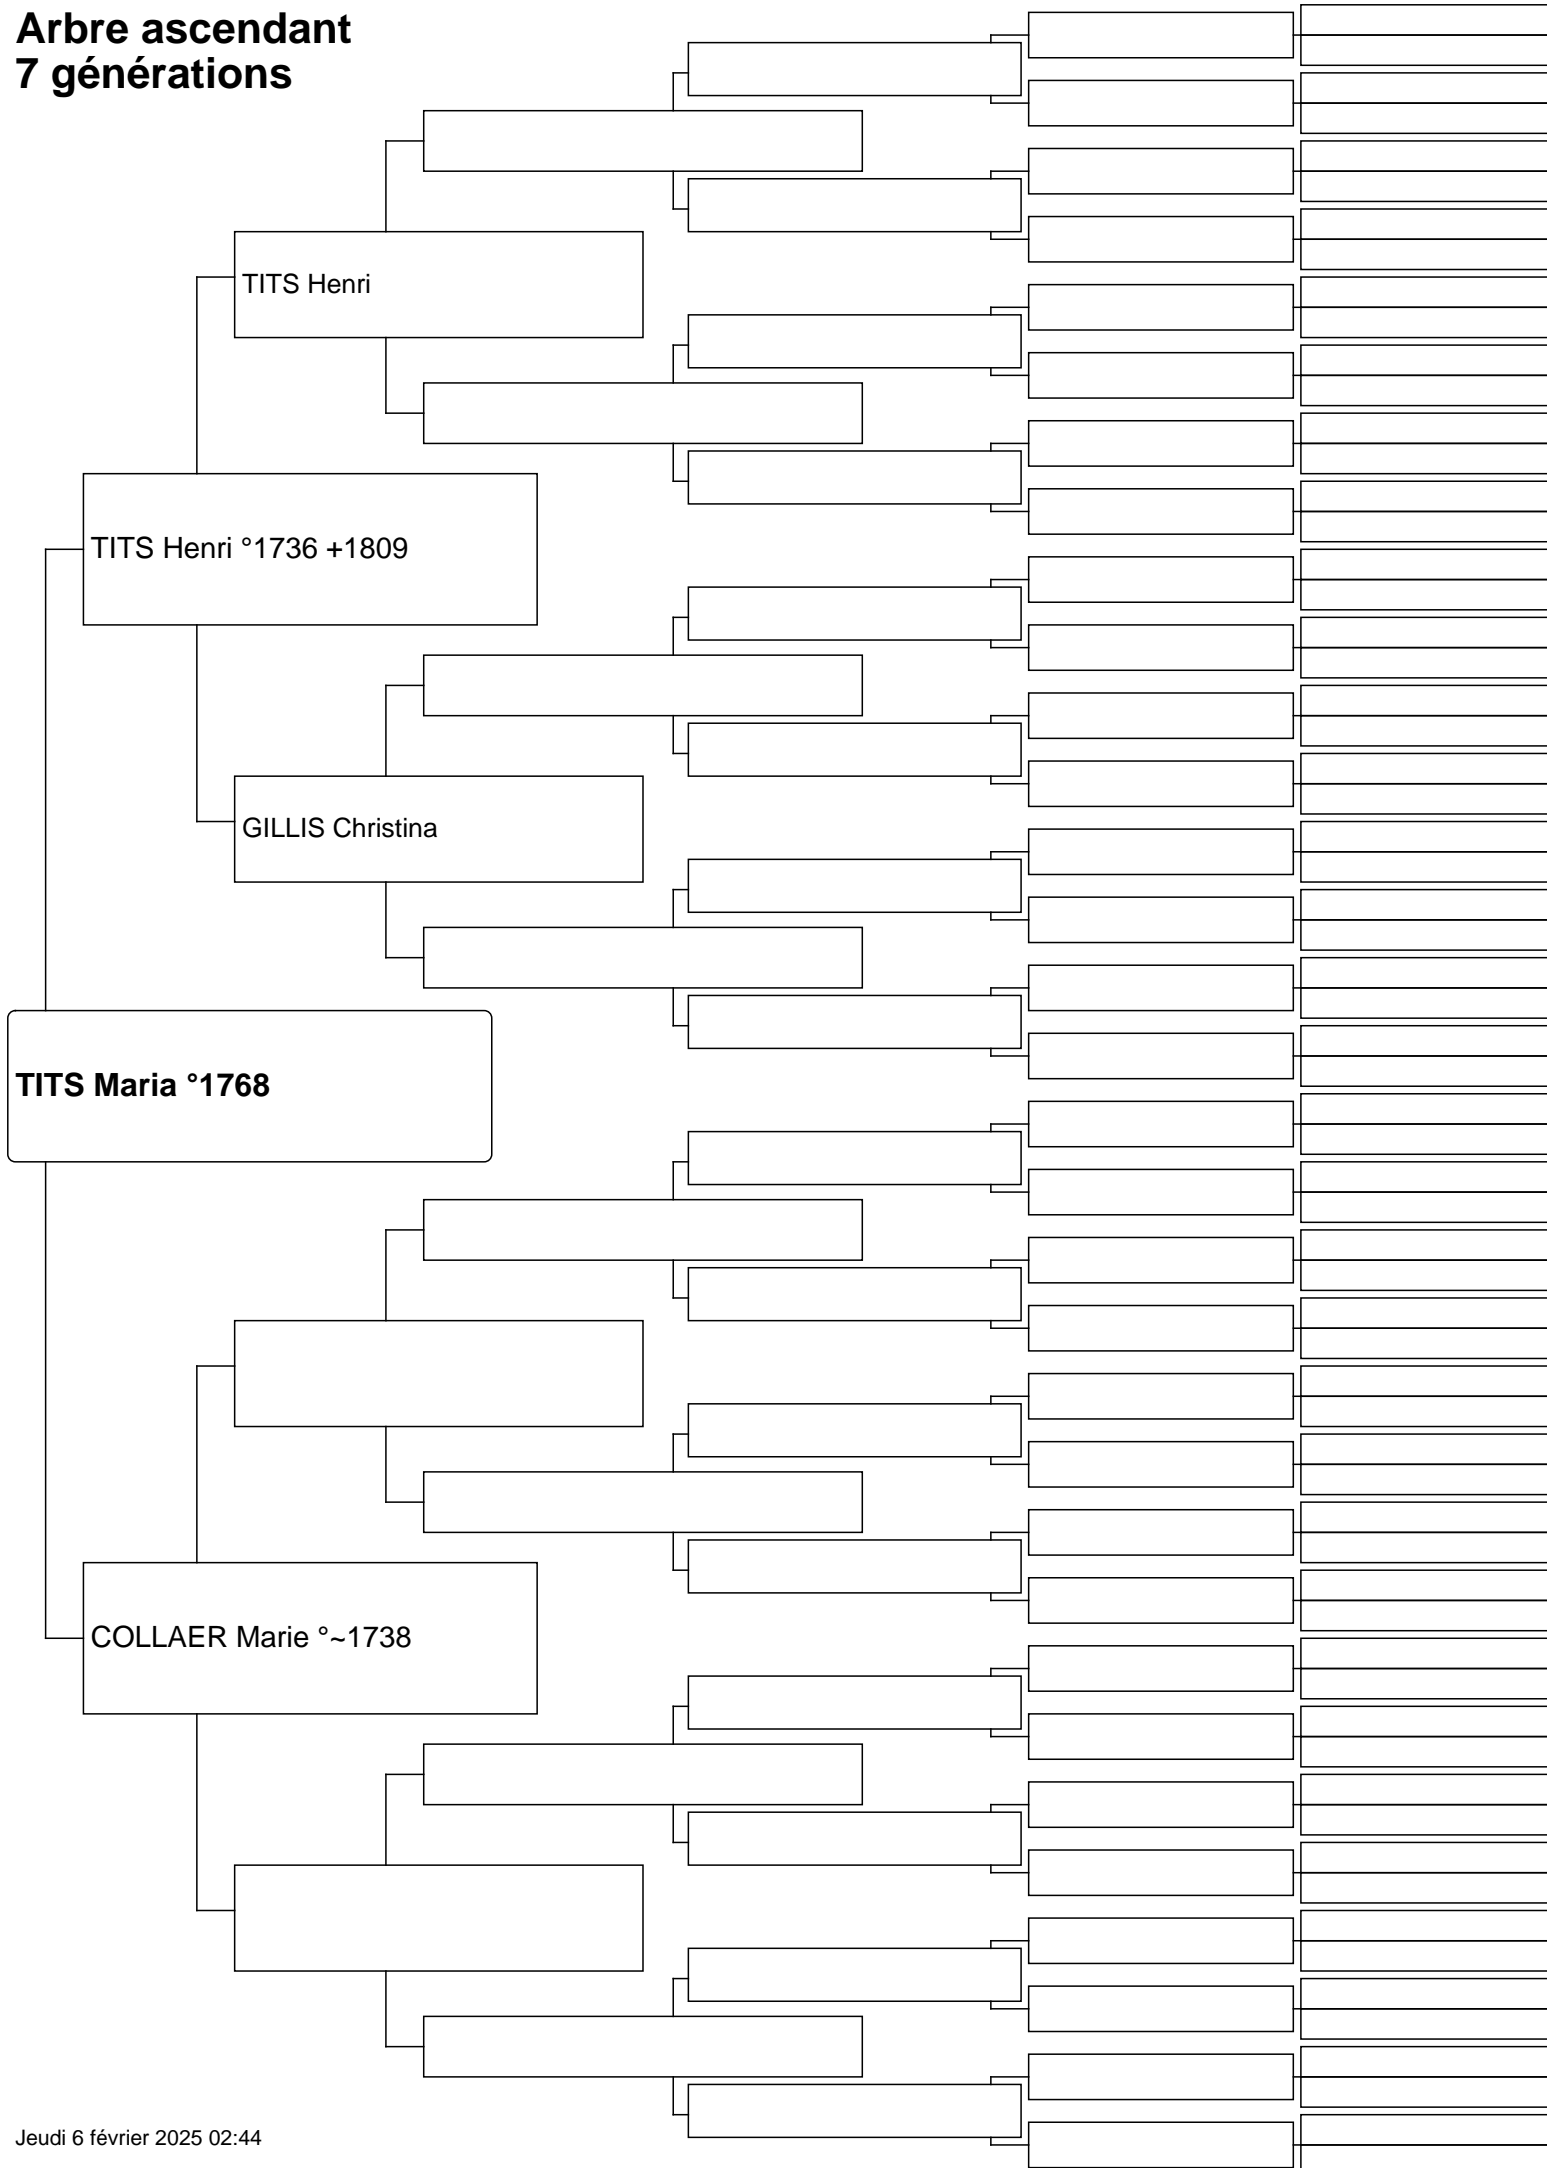 Arbre ascendant
7 générations
TITS Henri
TITS Henri °1736 +1809
GILLIS Christina
TITS Maria °1768
COLLAER Marie °~1738
Jeudi 6 février 2025 02:44